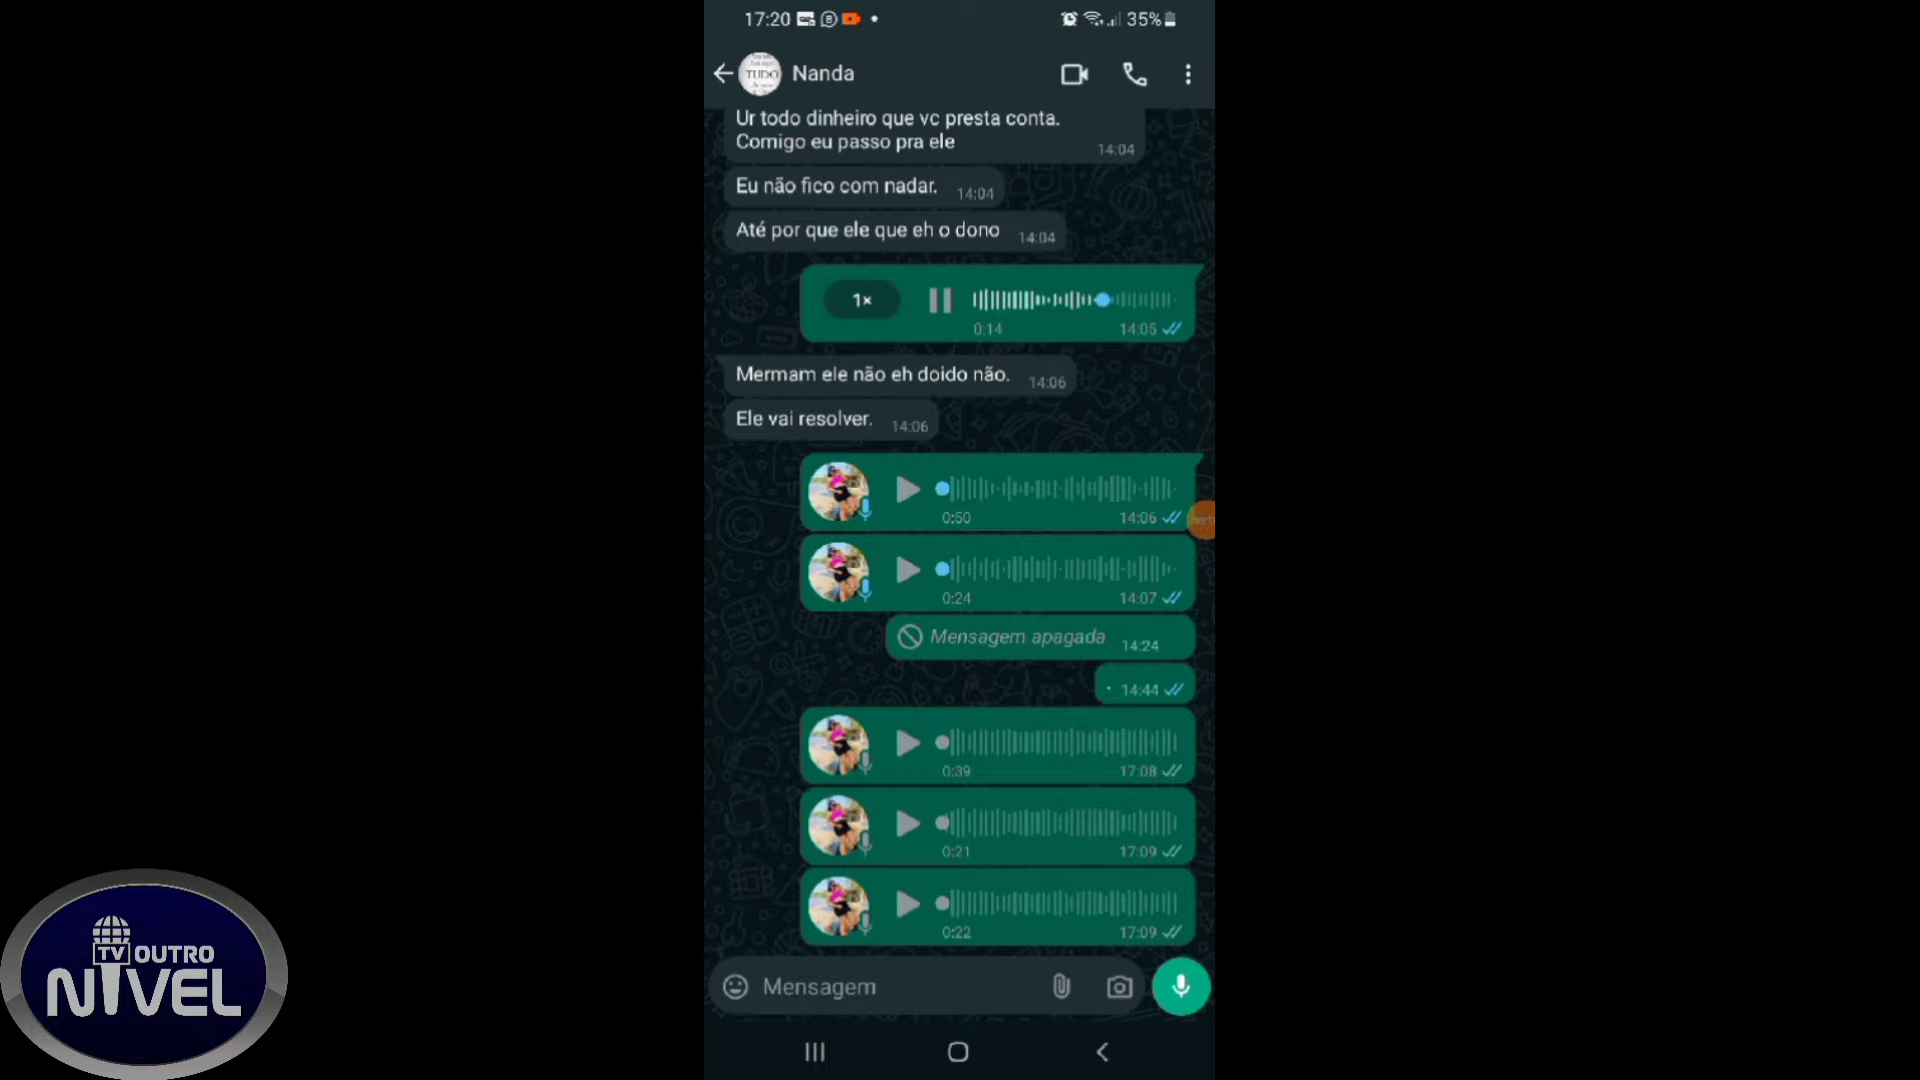 17:20
35%
TUDO
Nanda
Ur todo dinheiro que vc presta conta.
Comigo eu passo pra ele
14:04
Eu não fico com nadar.
14:04
Até por que ele que eh o dono
14:04
1×
0:14
14:05
Mermam ele não eh doido não.
14:06
Ele vai resolver.
14:06
0:50
14:06
0:24
14:07
Mensagem apagada
14:24
.
14:44
0:39
17:08
0:21
17:09
0:22
17:09
Mensagem
TV OUTRO
NIVEL